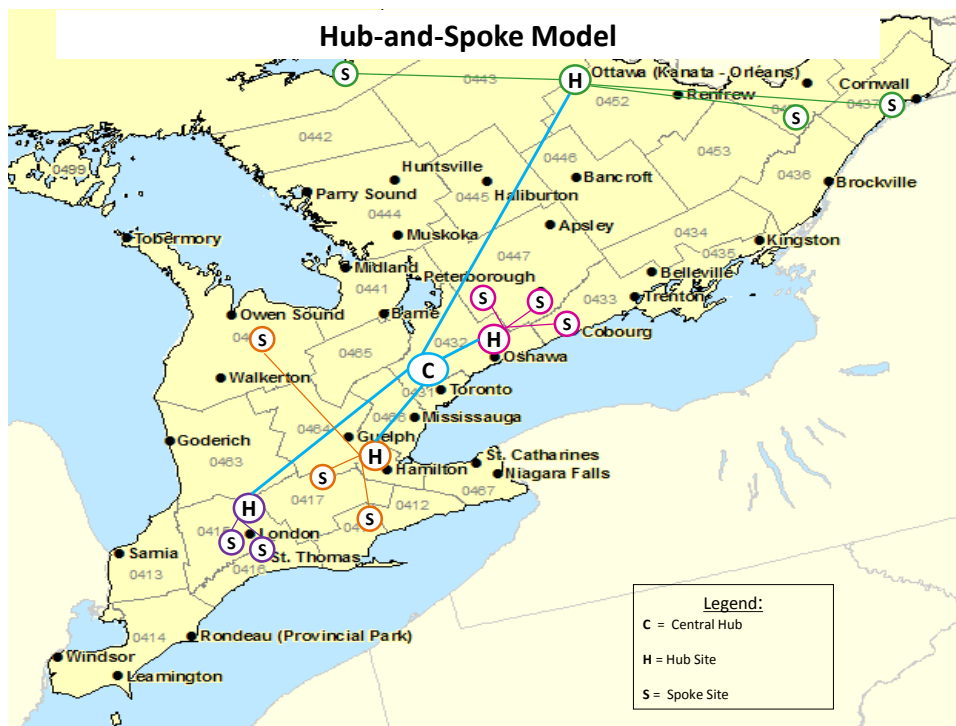 Hub-and-Spoke Model
S
0443
H
Ottawa (Kanata - Orléans)
Renfrew
Cornwall
0437
S
S
0452
0442
0453
0446
0499
Huntsville
Haliburton
0445
Bancroft
0436
Brockville
Parry Sound
0444
Muskoka
Apsley
0434
Tobermory
0447
0435
Kingston
Midland
Peterborough
Belleville
0441
S
S
0433
Trenton
Owen Sound
Barrie
S
Cobourg
S
0432
H
0465
Oshawa
Walkerton
C
0431
Toronto
Mississauga
0464
Guelph
Goderich
0463
H
Hamilton
St. Catharines
Niagara Falls
S
0467
0417
H
0412
S
0415
London
S
S
St. Thomas
0416
Sarnia
0413
0414
Rondeau (Provincial Park)
Windsor
Leamington
Legend:
C = Central Hub
H = Hub Site
S = Spoke Site